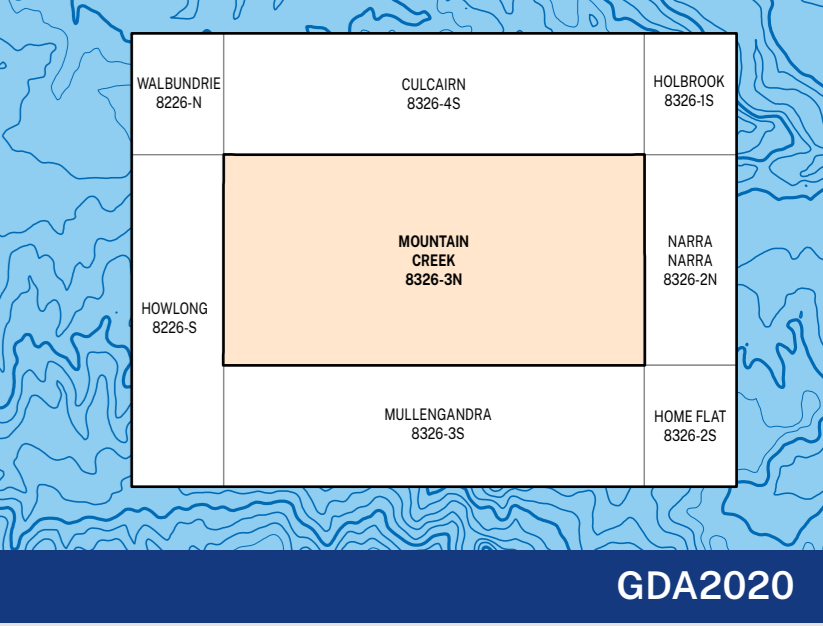 WALBUNDRIE
8226-N
CULCAIRN
8326-4S
HOLBROOK
8326-1S
MOUNTAIN
CREEK
8326-3N
NARRA
NARRA
8326-2N
HOWLONG
8226-S
MULLENGANDRA
8326-3S
HOME FLAT
8326-2S
GDA2020